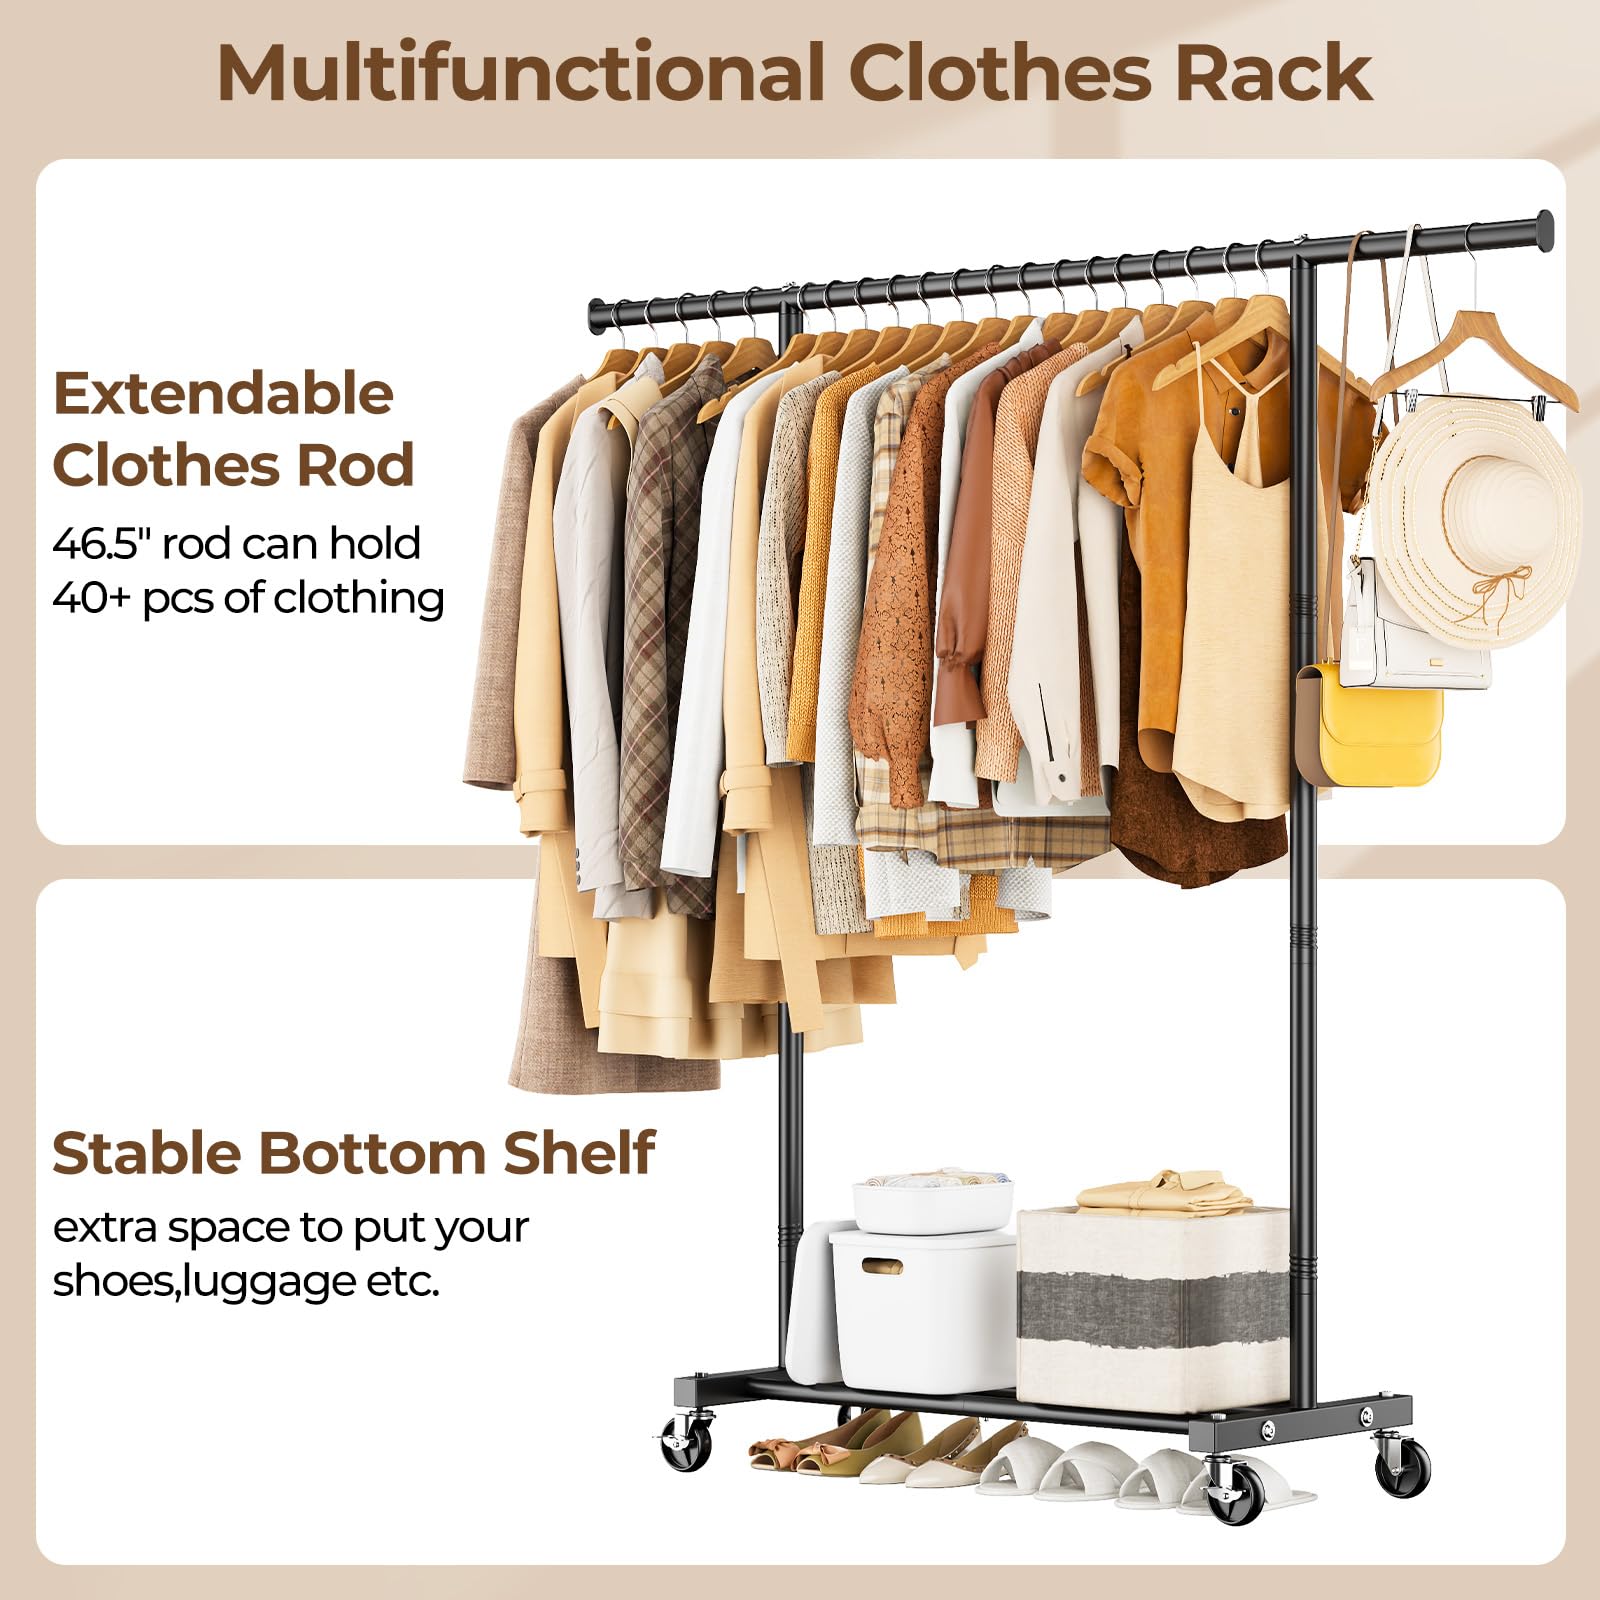 Multifunctional Clothes Rack
Extendable
Clothes Rod
46.5" rod can hold
40+ pcs of clothing
Stable Bottom Shelf
extra space to put your
shoes,luggage etc.